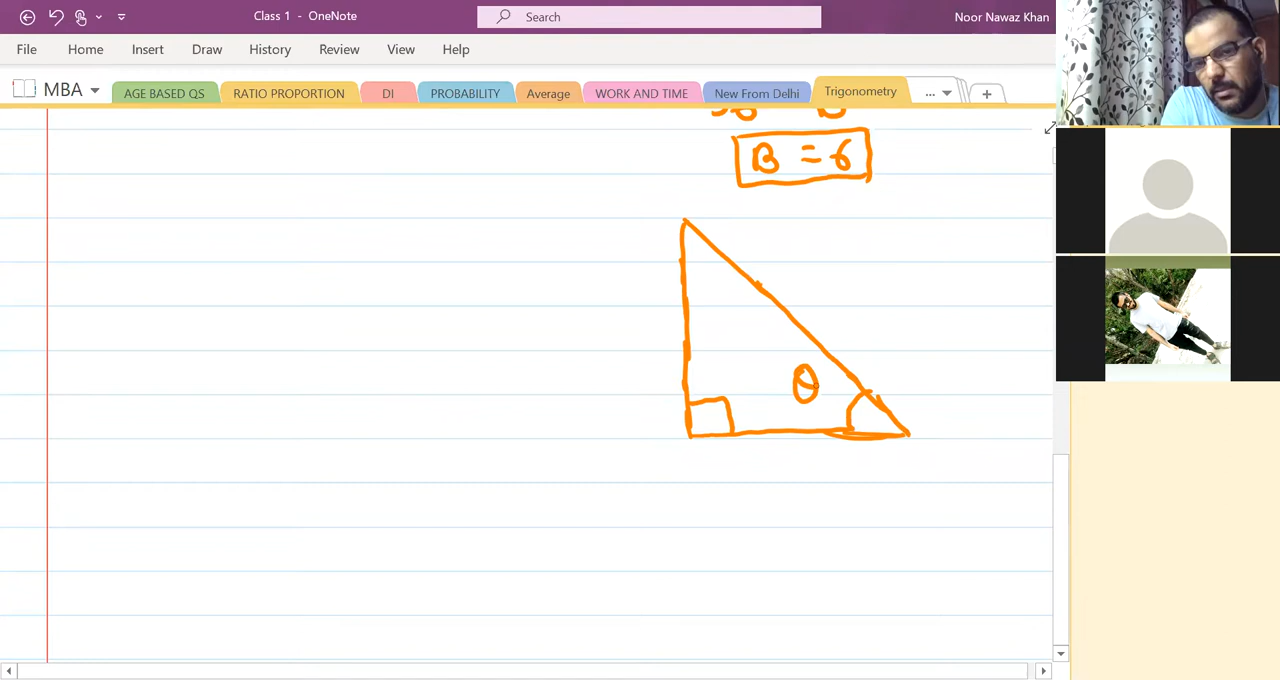 Class 1 - OneNote
Search
Noor Nawaz Khan
File Home Insert Draw History Review View Help
MBA
AGE BASED QS
RATIO PROPORTION
DI
PROBABILITY
Average
WORK AND TIME
New From Delhi
Trigonometry
...
+
B = 6
θ